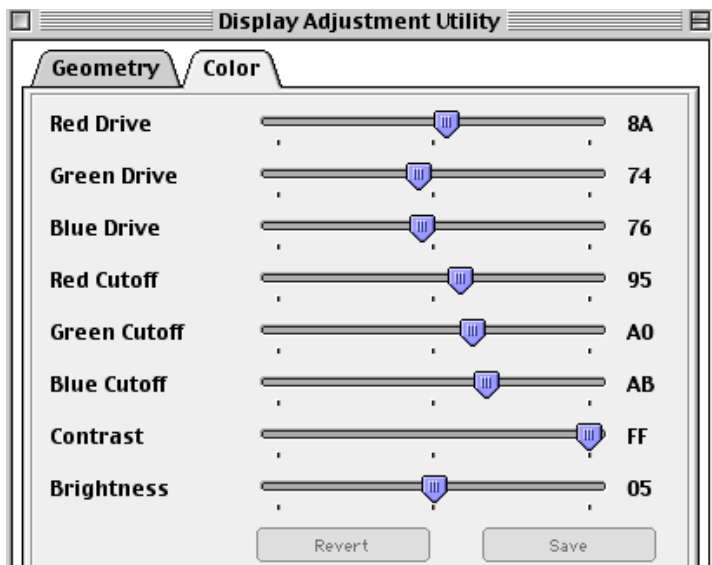 Display Adjustment Utility
Geometry Color
Red Drive 8A
Green Drive 74
Blue Drive 76
Red Cutoff 95
Green Cutoff A0
Blue Cutoff AB
Contrast FF
Brightness 05
Revert Save